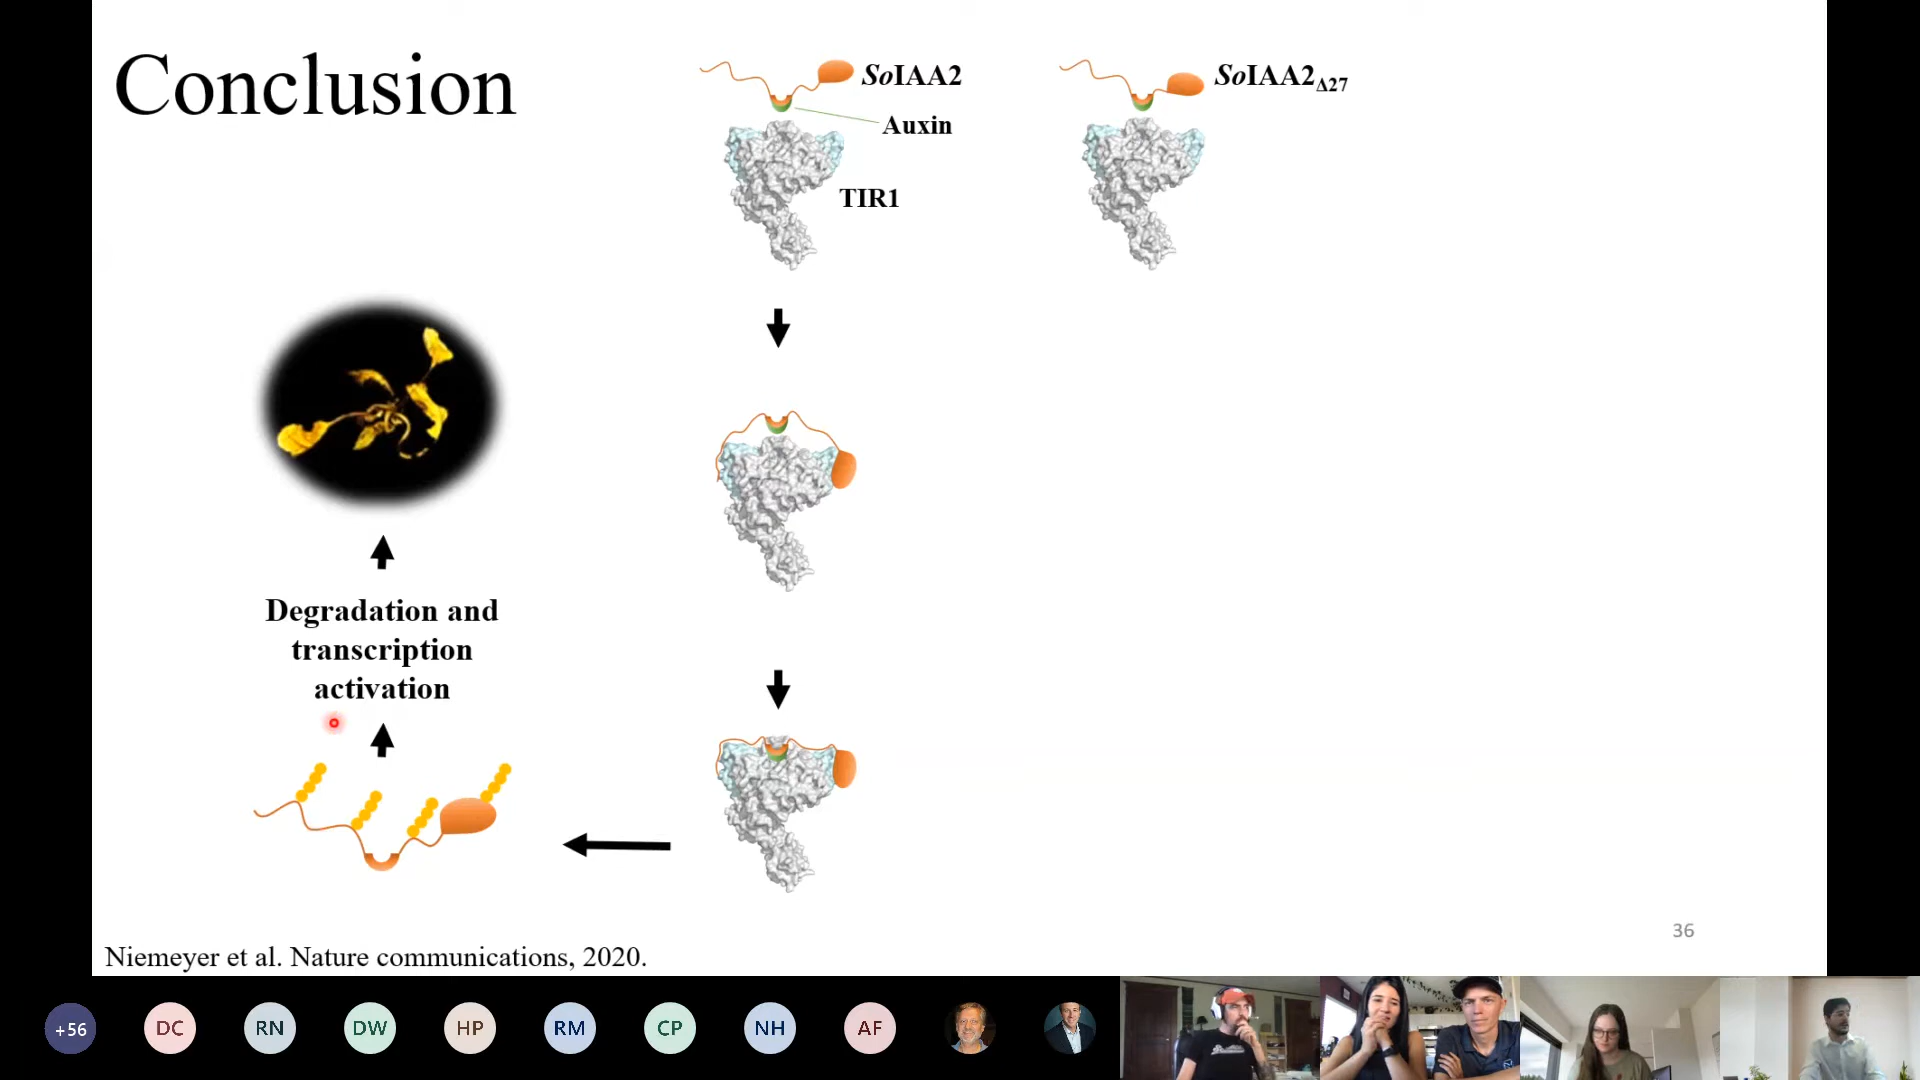 Conclusion
SoIAA2
SoIAA2Δ27
Auxin
TIR1
Degradation and
transcription
activation
36
Niemeyer et al. Nature communications, 2020.
+56
DC
RN
DW
HP
RM
CP
NH
AF